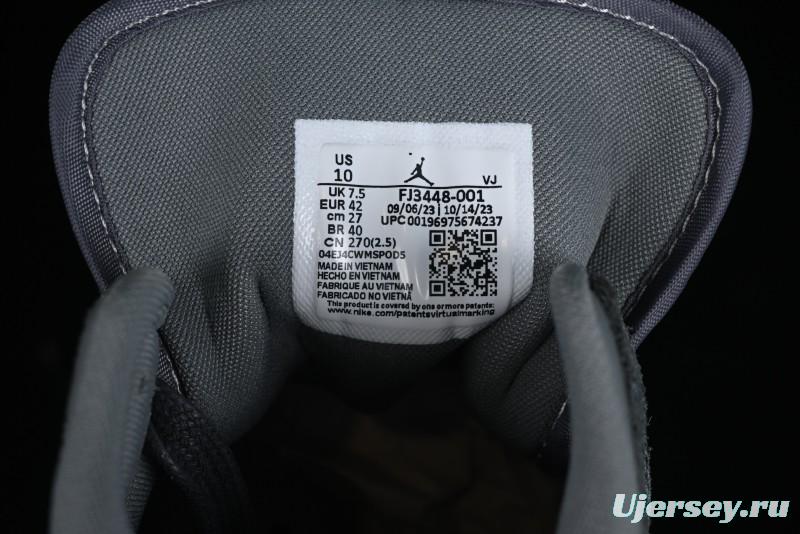 US
10
VJ
UK 7.5
FJ3448-001
EUR 42
09/06/23 | 10/14/23
cm 27
UPC 00196975674237
BR 40
CN 270(2.5)
04EJ4CWMSPOD5
MADE IN VIETNAM
HECHO EN VIETNAM
FABRIQUE AU VIETNAM
FABRICADO NO VIETNÃ
This product is covered by one or more patents:
www.nike.com/patentsvirtualmarking
Ujersey.ru